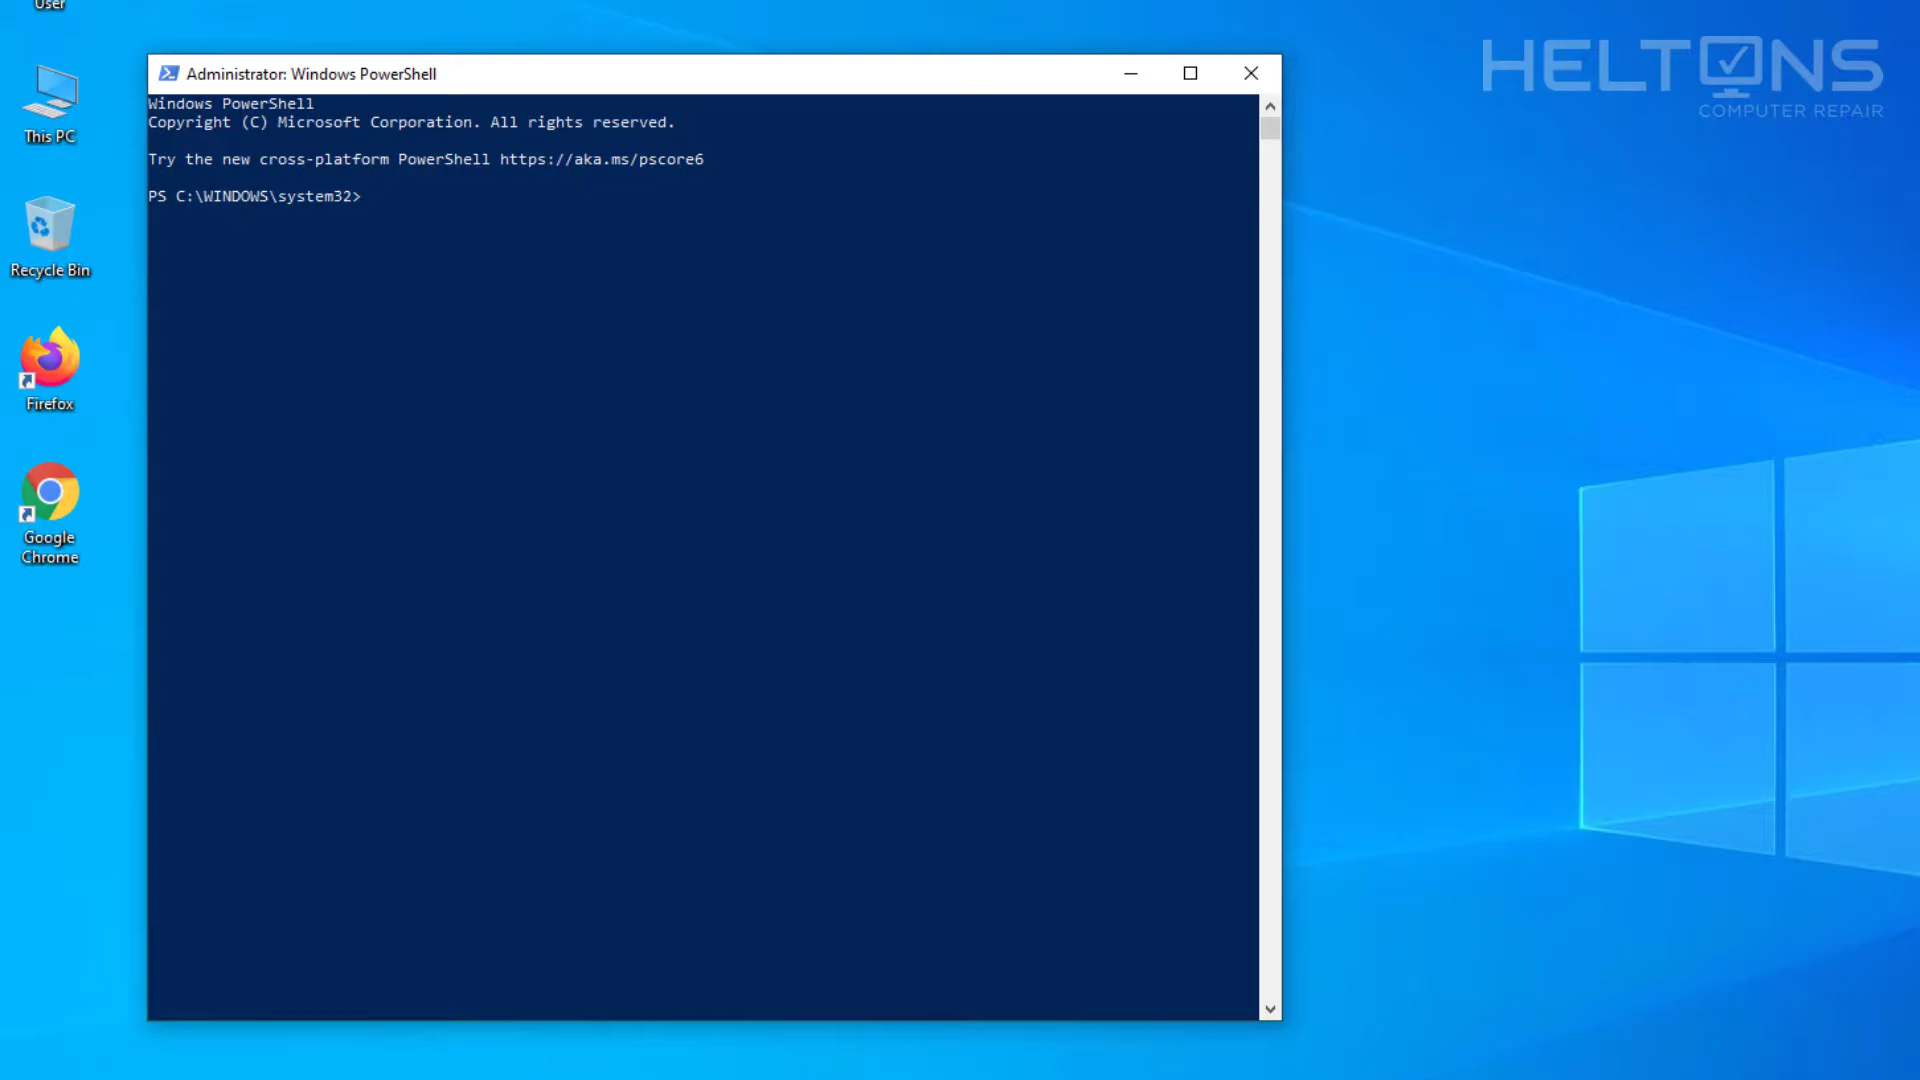 User
This PC
Recycle Bin
Firefox
Google
Chrome
Administrator: Windows PowerShell
Windows PowerShell
Copyright (C) Microsoft Corporation. All rights reserved.
Try the new cross-platform PowerShell https://aka.ms/pscore6
PS C:\WINDOWS\system32>
HELTONS
COMPUTER REPAIR